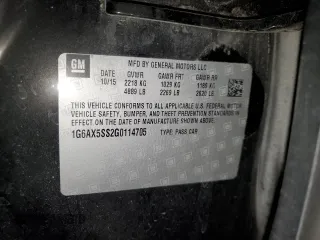 GM
MFD BY GENERAL MOTORS LLC
DATE GVWR GAWR FRT GAWR RR
10/15 2218 KG 1029 KG 1189 KG
4889 LB 2269 LB 2620 LB
THIS VEHICLE CONFORMS TO ALL APPLICABLE U.S. FEDERAL MOTOR
VEHICLE SAFETY, BUMPER, AND THEFT PREVENTION STANDARDS
IN EFFECT ON THE DATE OF MANUFACTURE SHOWN ABOVE.
1G6AX5SS2G0114705 TYPE: PASS CAR